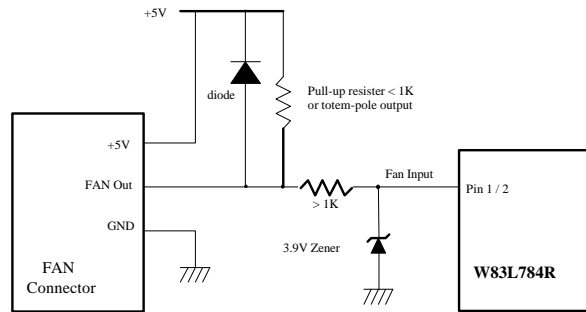 +5V
diode
Pull-up resister < 1K
or totem-pole output
+5V
FAN Out
Fan Input
Pin 1 / 2
> 1K
GND
3.9V Zener
FAN
Connector
W83L784R